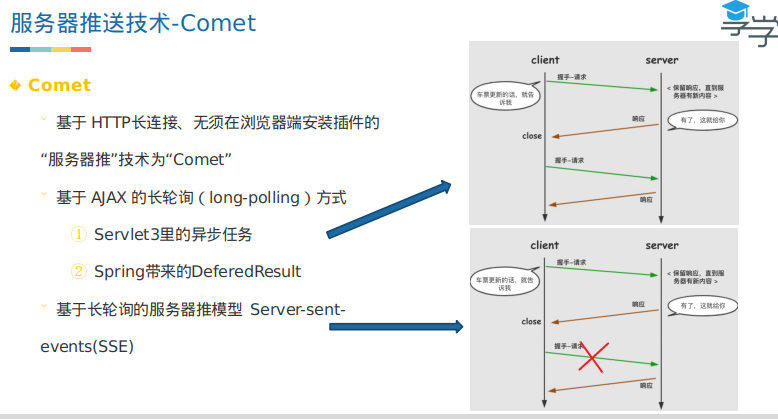 服务器推送技术-Comet
享学
Comet
基于 HTTP长连接、无须在浏览器端安装插件的
“服务器推”技术为“Comet”
基于 AJAX 的长轮询（long-polling）方式
① Servlet3里的异步任务
② Spring带来的DeferedResult
基于长轮询的服务器推模型 Server-sent-
events(SSE)
client
server
握手-请求
车票更新的话，就告
诉我
< 保留响应，直到服
务器有新内容 >
响应
有了，这就给你
close
握手-请求
响应
client
server
握手-请求
车票更新的话，就告
诉我
< 保留响应，直到服
务器有新内容 >
响应
有了，这就给你
close
握手-请求
响应